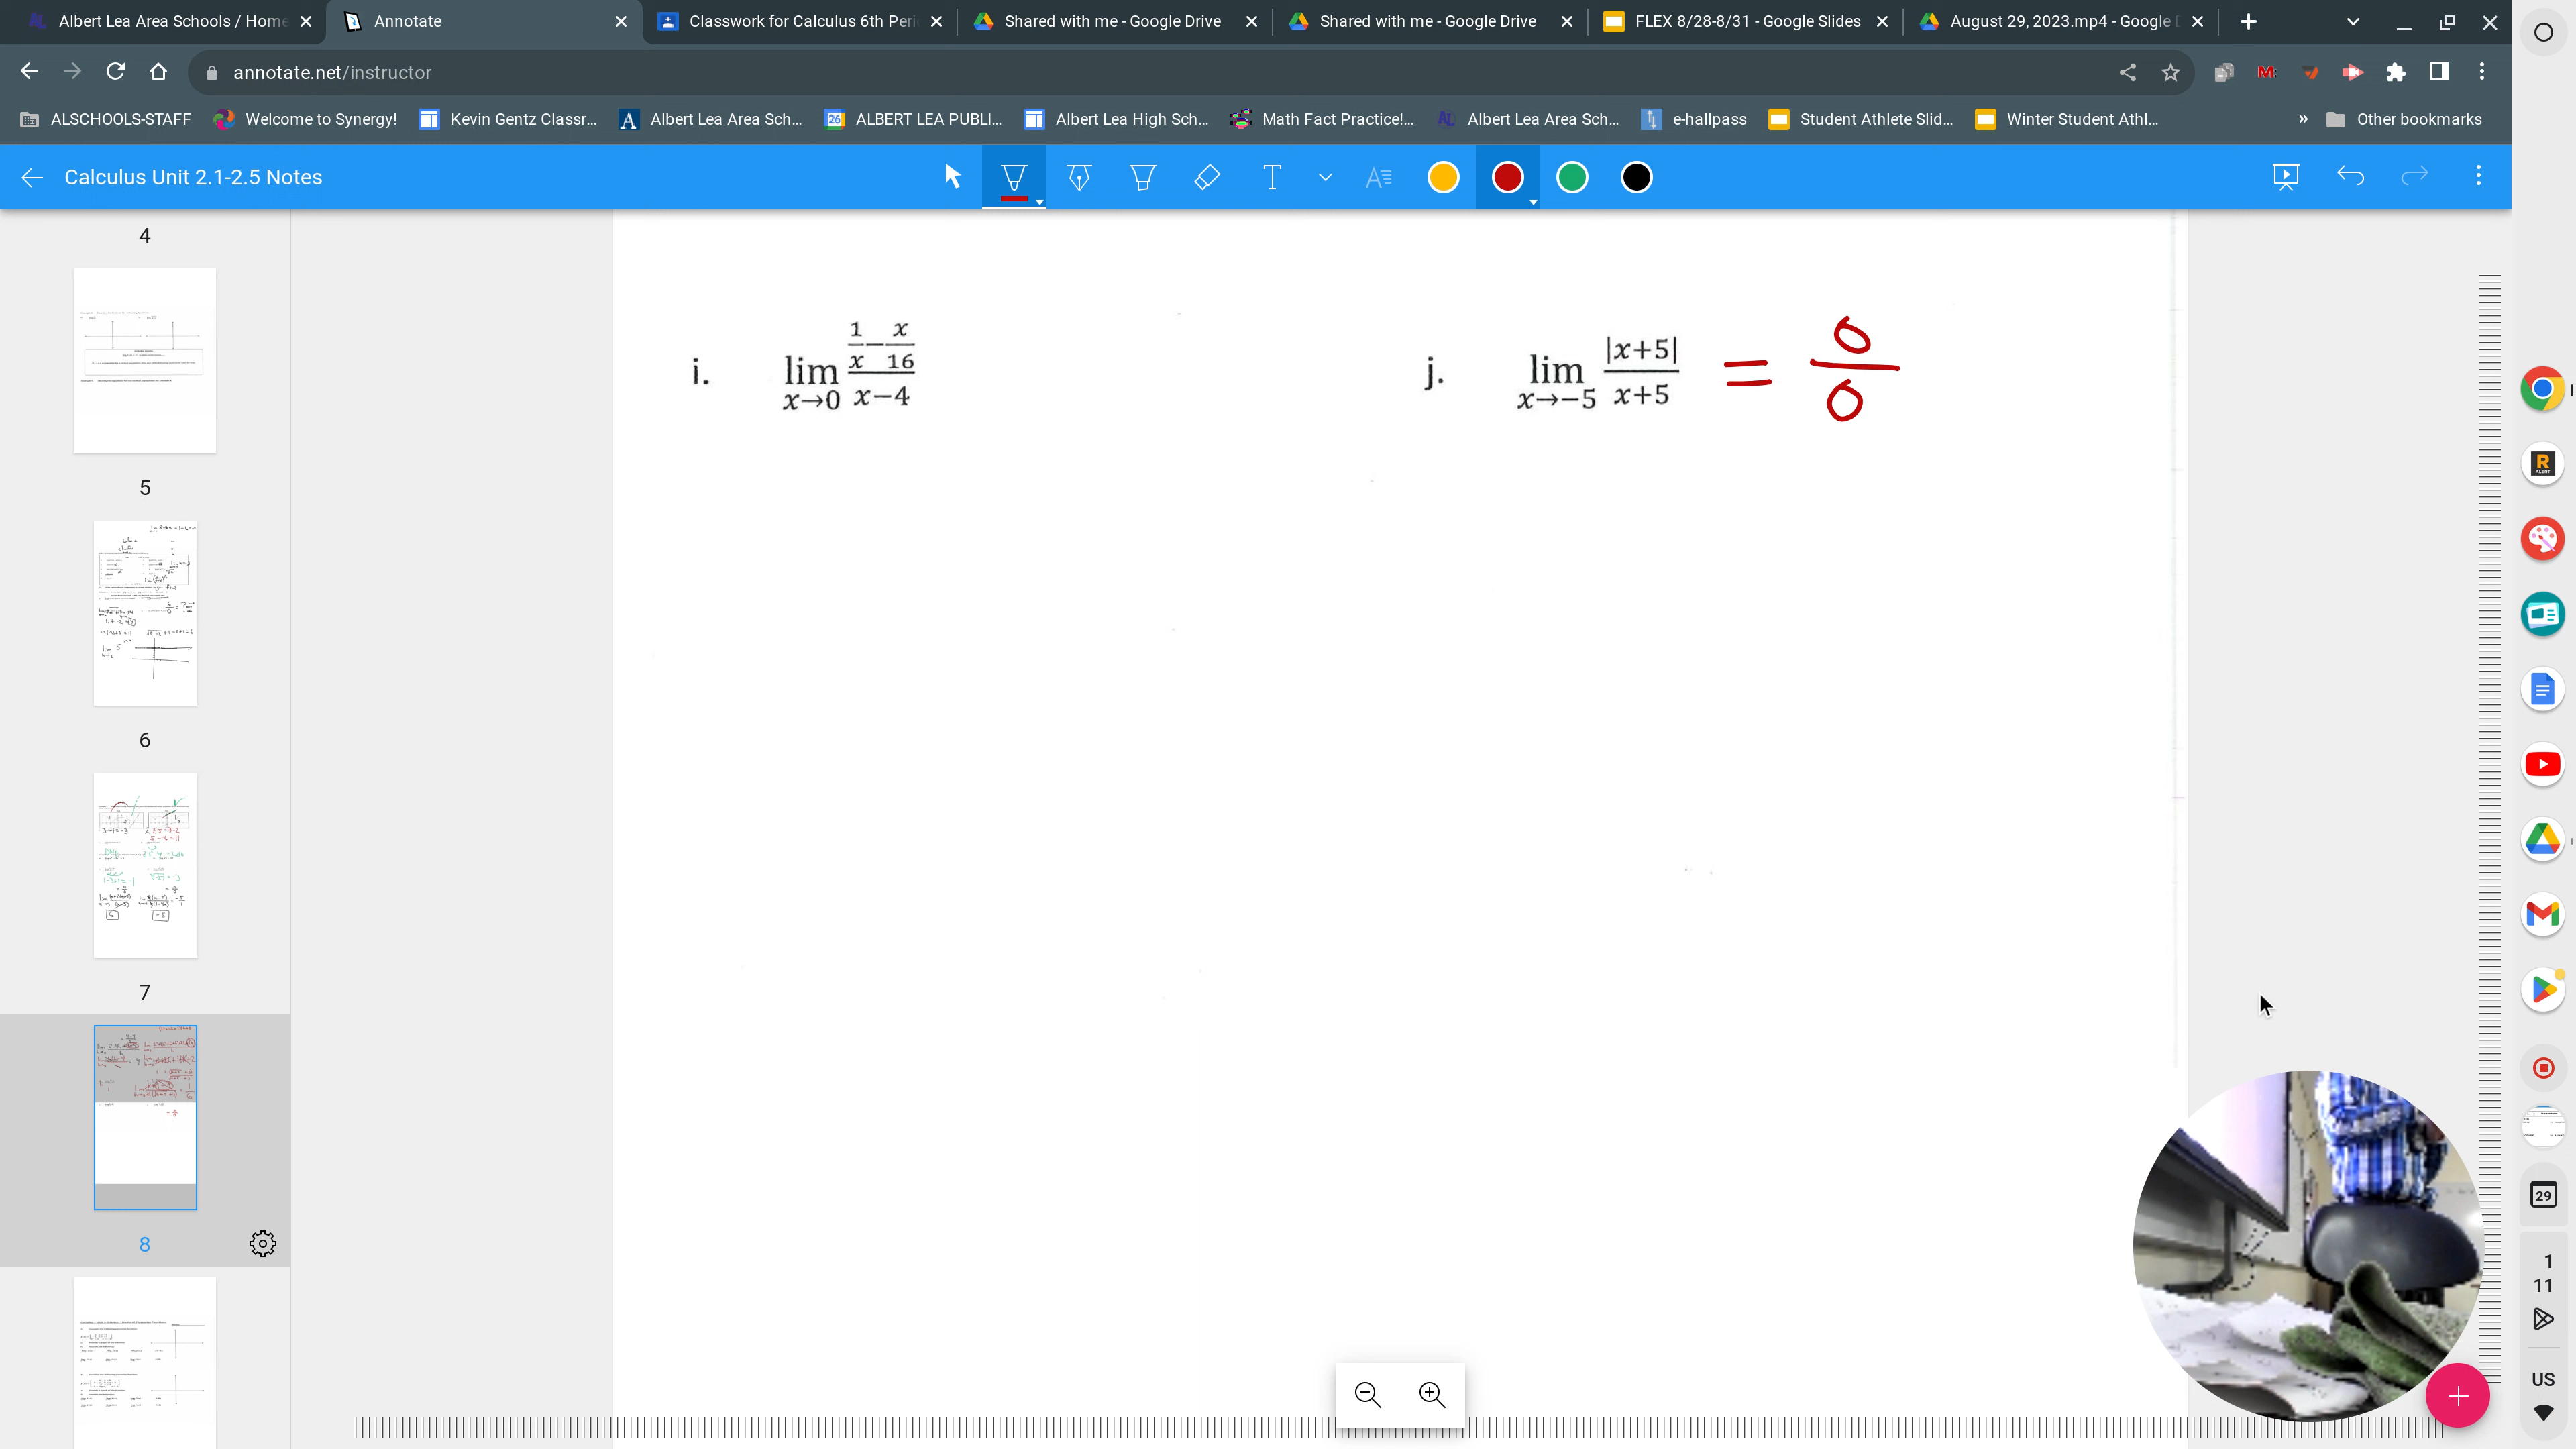 Albert Lea Area Schools / Home
Annotate
Classwork for Calculus 6th Peri
Shared with me - Google Drive
Shared with me - Google Drive
FLEX 8/28-8/31 - Google Slides
August 29, 2023.mp4 - Google D
annotate.net/instructor
ALSCHOOLS-STAFF
Welcome to Synergy!
Kevin Gentz Classr...
Albert Lea Area Sch...
ALBERT LEA PUBLI...
Albert Lea High Sch...
Math Fact Practice!...
Albert Lea Area Sch...
e-hallpass
Student Athlete Slid...
Winter Student Athl...
»
Other bookmarks
Calculus Unit 2.1-2.5 Notes
4
5
6
7
8
i. lim x→0 (1/x − x/16)/(x−4)
j. lim x→−5 |x+5|/(x+5) = 0/0
29
1
11
US